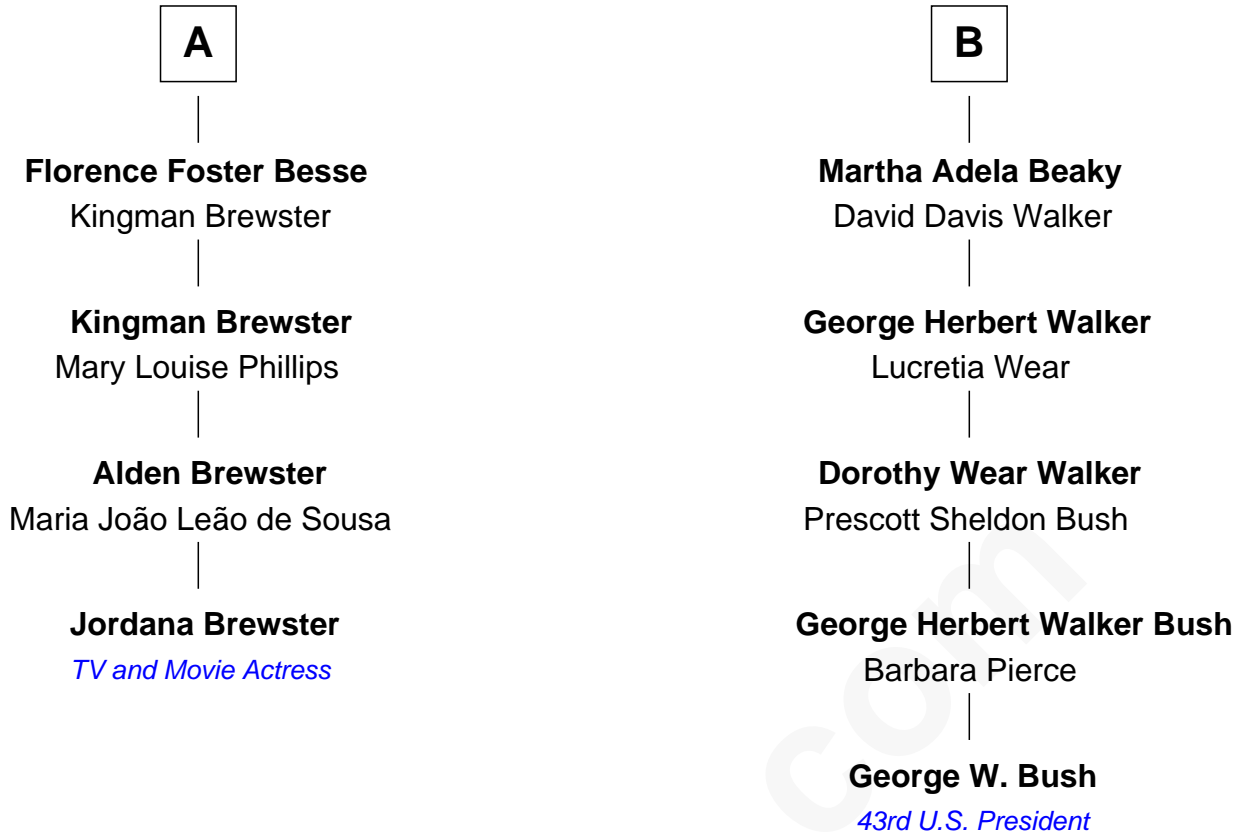 A
Florence Foster Besse
Kingman Brewster
Kingman Brewster
Mary Louise Phillips
Alden Brewster
Maria João Leão de Sousa
Jordana Brewster
TV and Movie Actress
B
Martha Adela Beaky
David Davis Walker
George Herbert Walker
Lucretia Wear
Dorothy Wear Walker
Prescott Sheldon Bush
George Herbert Walker Bush
Barbara Pierce
George W. Bush
43rd U.S. President
com